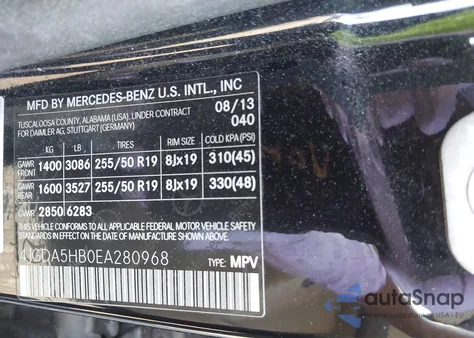 MFD BY MERCEDES-BENZ U.S. INTL., INC
TUSCALOOSA COUNTY, ALABAMA (USA). UNDER CONTRACT 08/13
FOR DAIMLER AG, STUTTGART (GERMANY) 040
KG LB TIRES RIM SIZE COLD KPA(PSI)
GAWR FRONT 1400 3086 255/50 R19 8Jx19 310(45)
GAWR REAR 1600 3527 255/50 R19 8Jx19 330(48)
GVWR 2850 6283
THIS VEHICLE CONFORMS TO ALL APPLICABLE FEDERAL MOTOR VEHICLE
SAFETY STANDARDS IN EFFECT ON THE
DATE OF MANUFACTURE SHOWN ABOVE.
4JGDA5HB0EA280968 TYPE: MPV
autoSnap
USA i EU